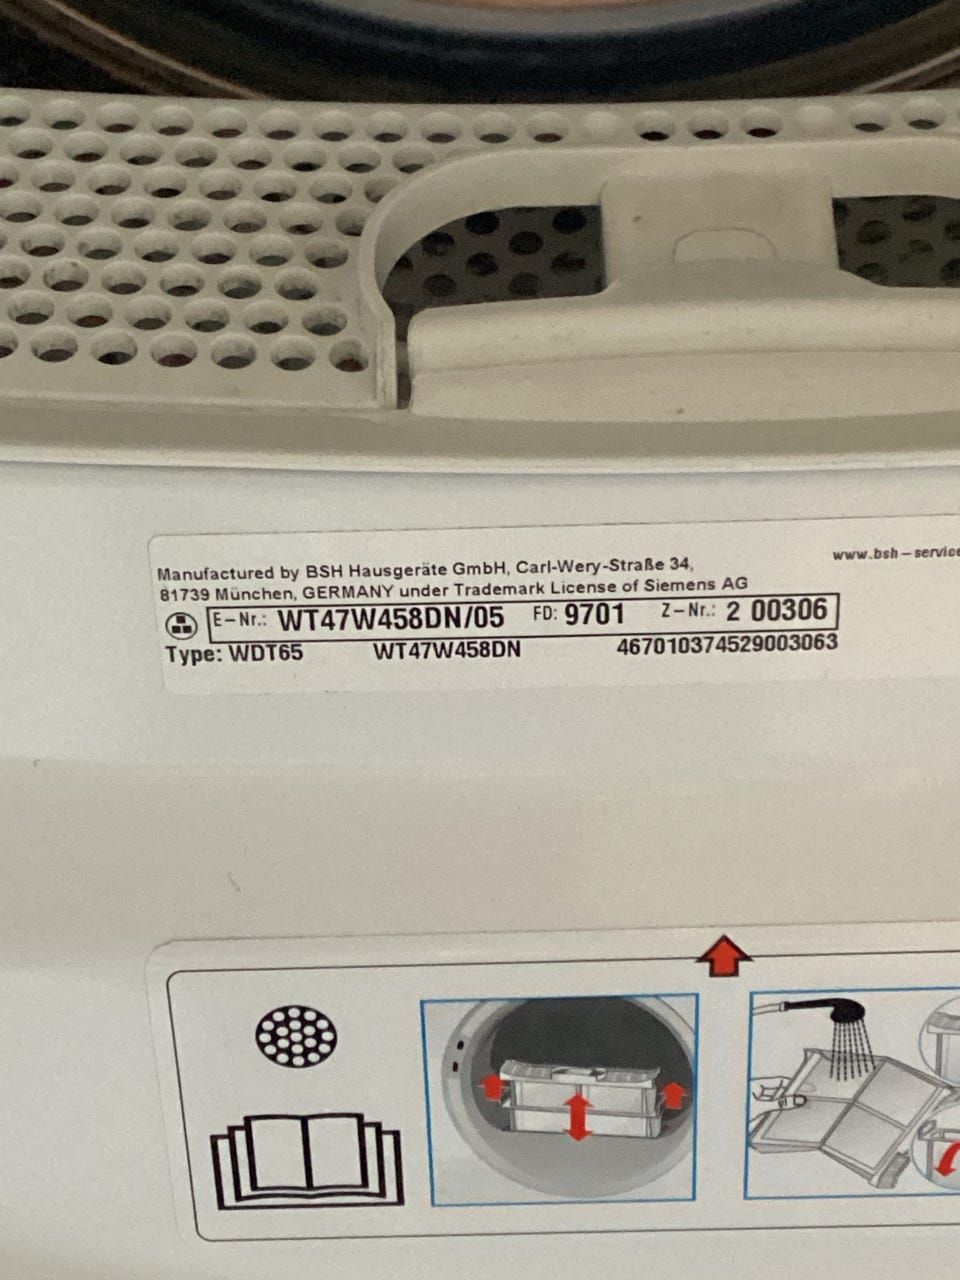 www.bsh–service
Manufactured by BSH Hausgeräte GmbH, Carl-Wery-Straße 34,
81739 München, GERMANY under Trademark License of Siemens AG
E–Nr.: WT47W458DN/05 FD: 9701 Z–Nr.: 2 00306
Type: WDT65 WT47W458DN 467010374529003063